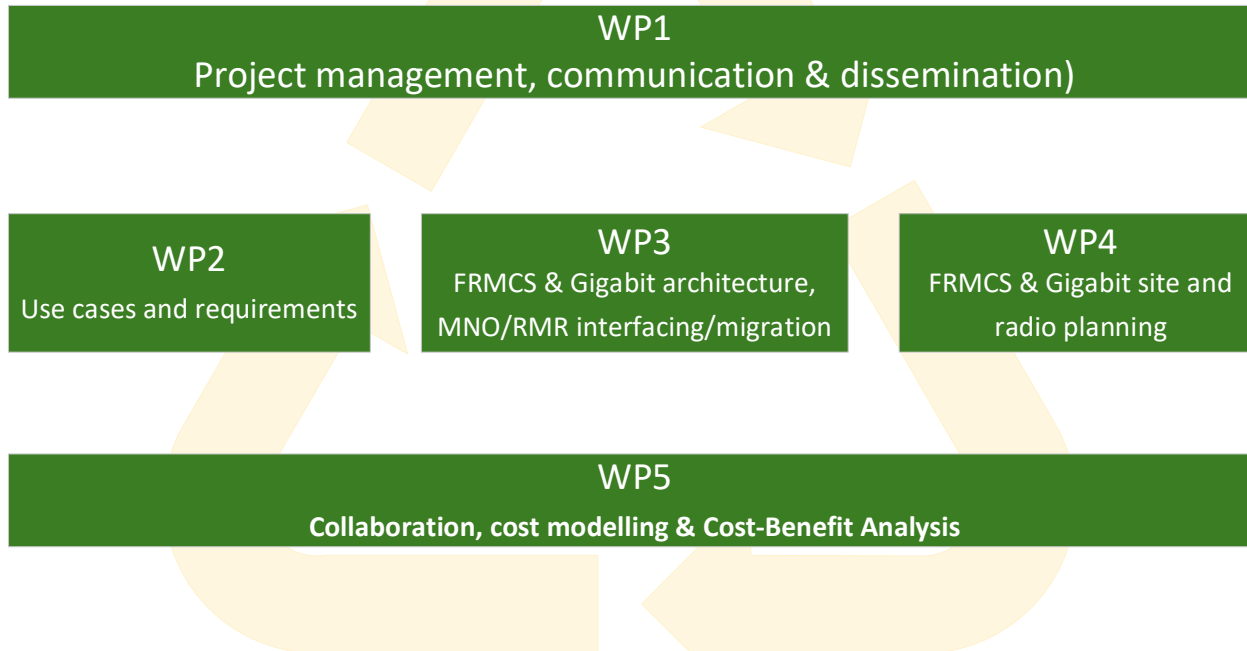 WP1
Project management, communication & dissemination)
WP2
Use cases and requirements
WP3
FRMCS & Gigabit architecture,
MNO/RMR interfacing/migration
WP4
FRMCS & Gigabit site and
radio planning
WP5
Collaboration, cost modelling & Cost-Benefit Analysis